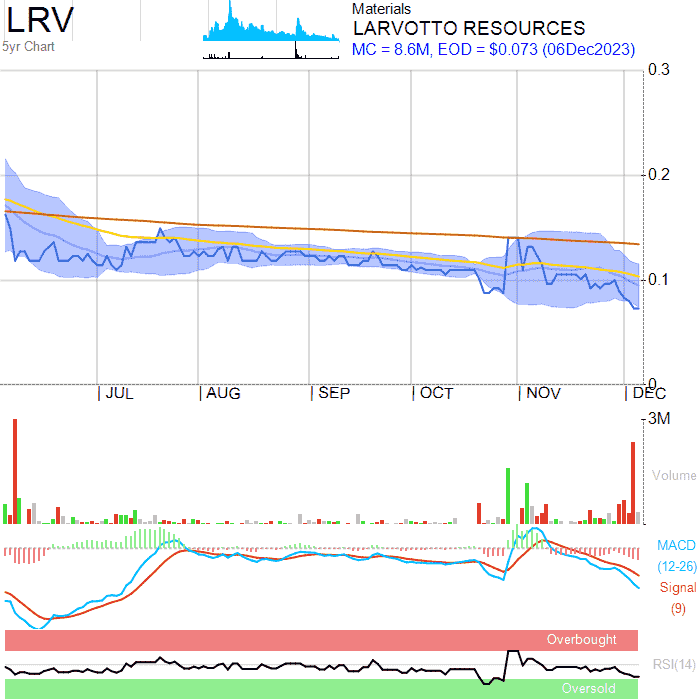 LRV
5yr Chart
Materials
LARVOTTO RESOURCES
MC = 8.6M, EOD = $0.073 (06Dec2023)
0.3
0.2
0.1
0
JUL AUG SEP OCT NOV DEC
3M
Volume
MACD
(12-26)
Signal
(9)
Overbought
RSI(14)
Oversold